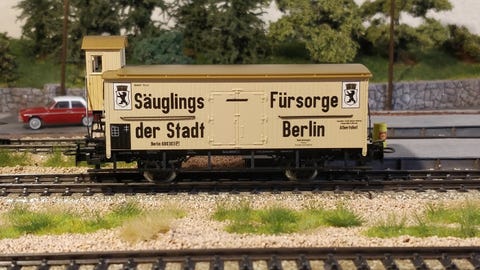 Säuglings Fürsorge
der Stadt Berlin